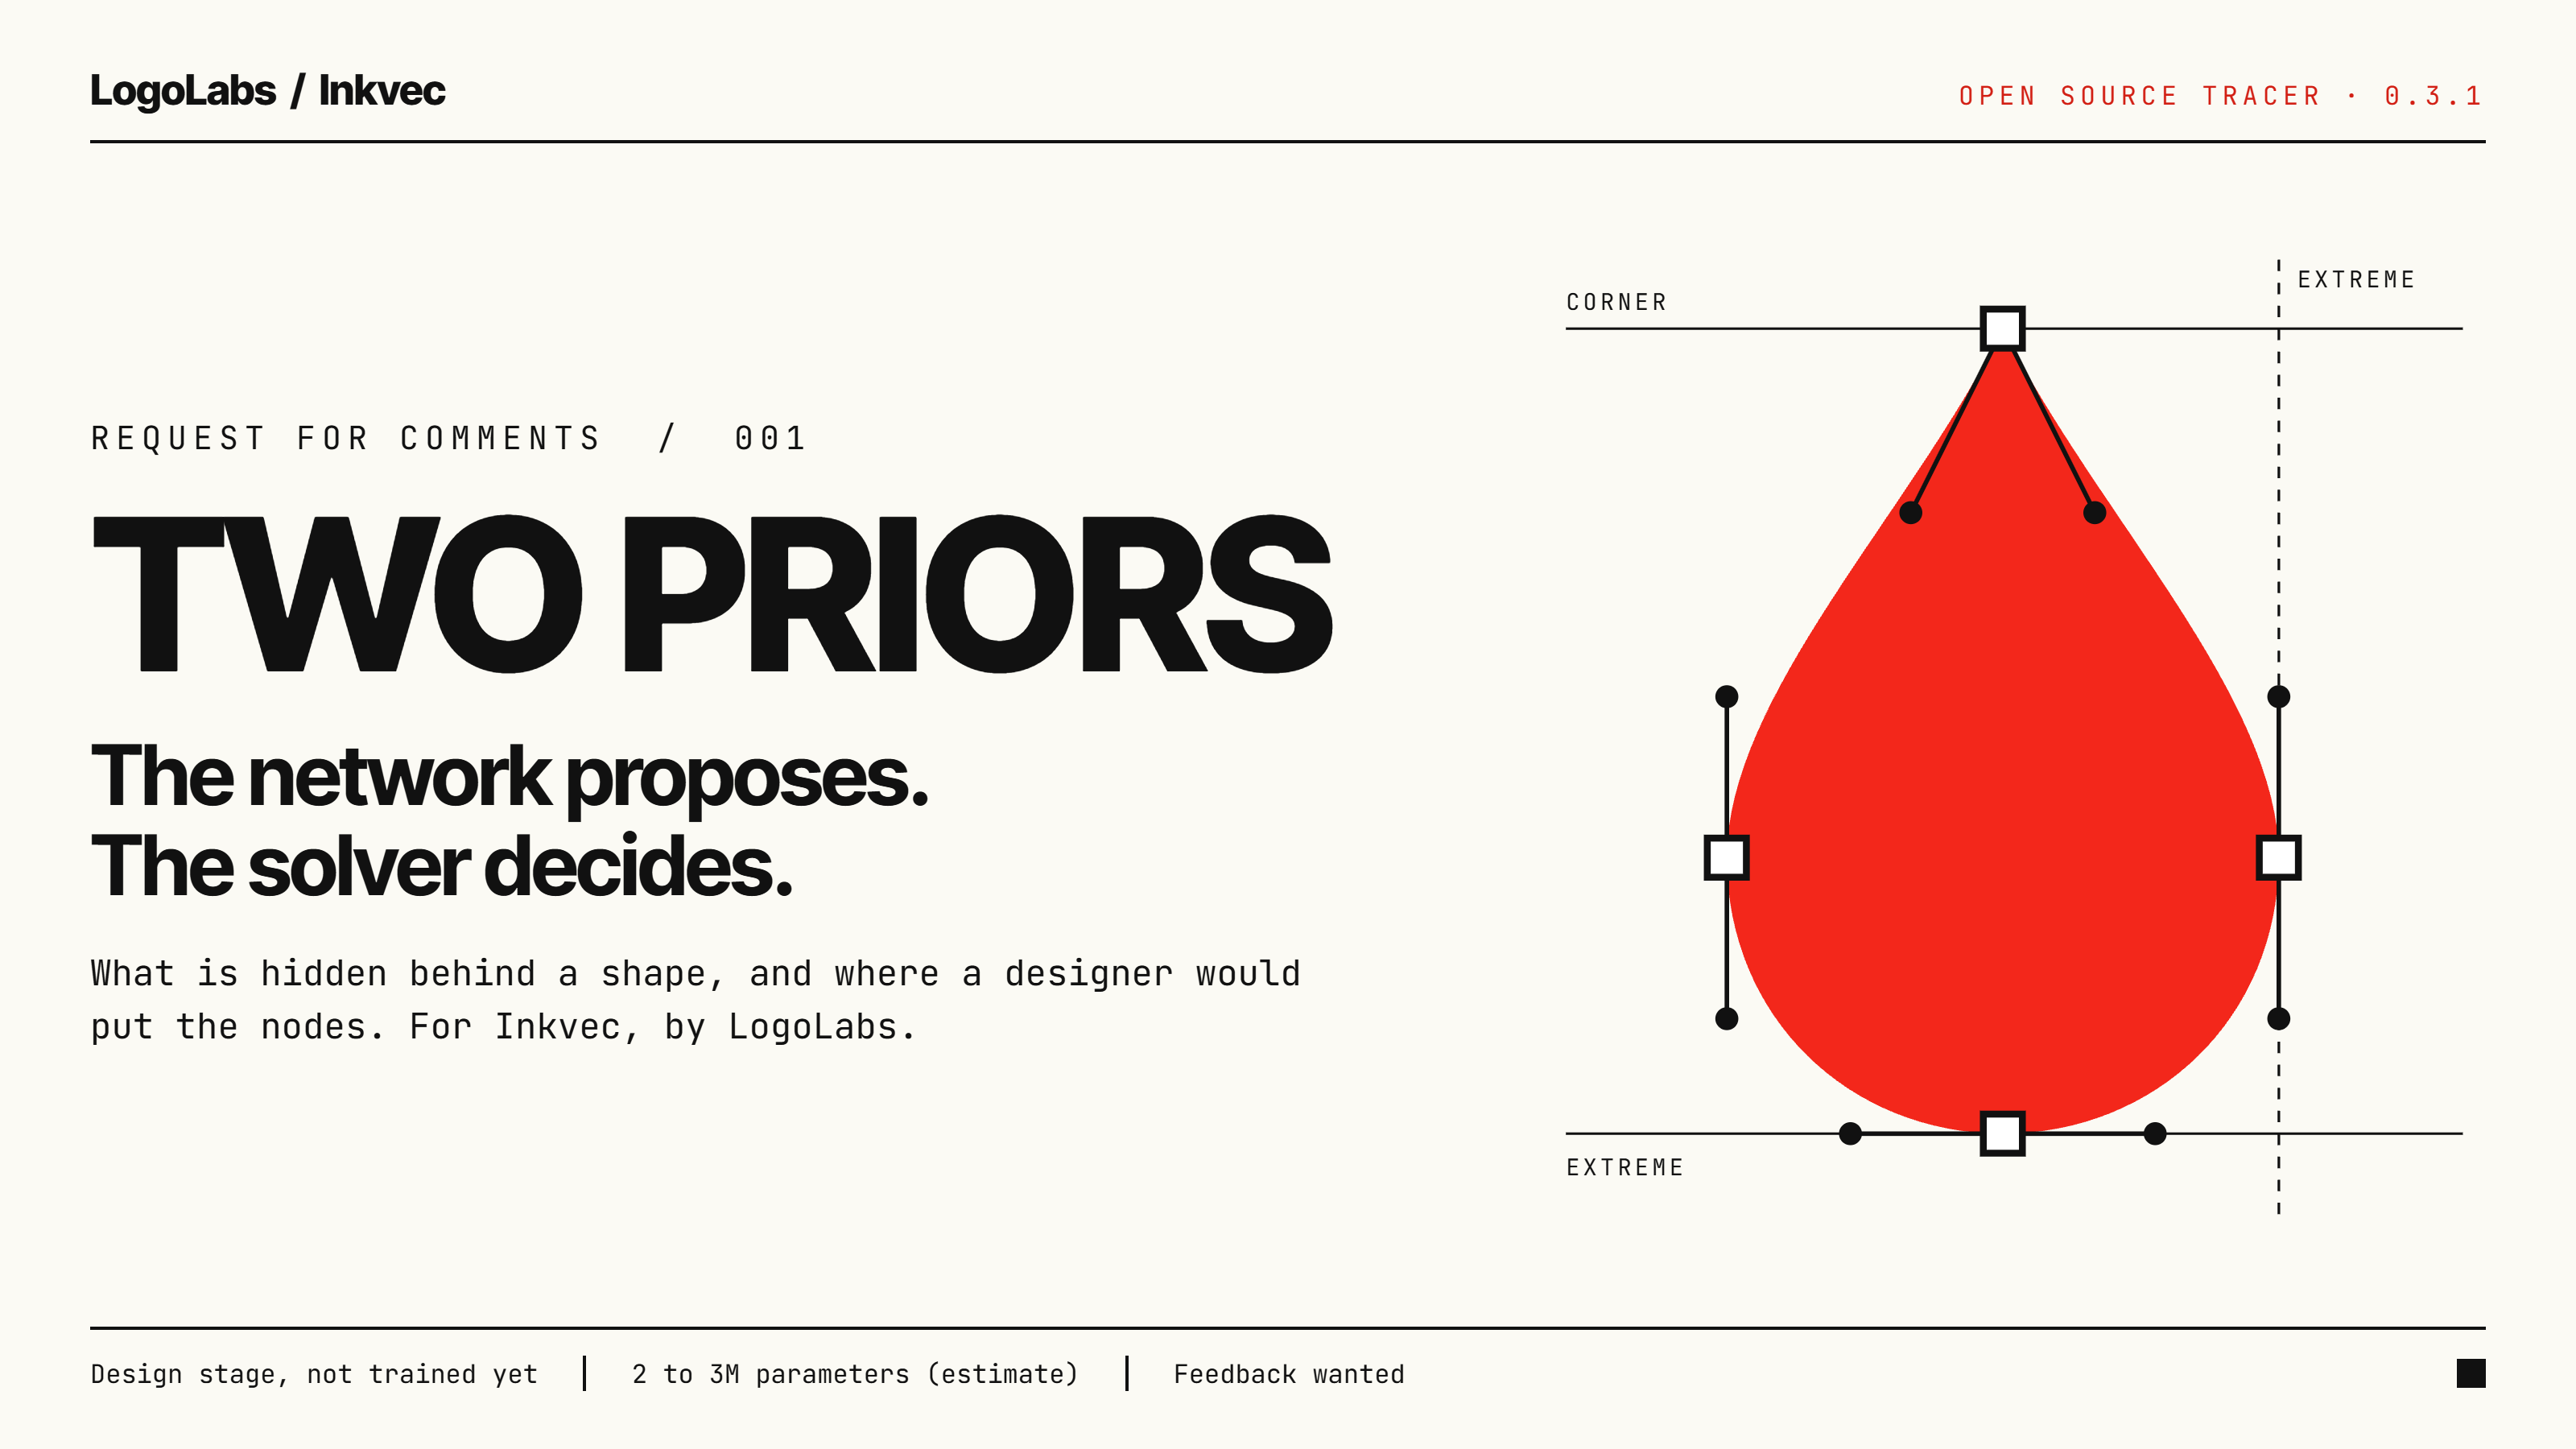 LogoLabs / Inkvec
OPEN SOURCE TRACER · 0.3.1
REQUEST FOR COMMENTS / 001
TWO PRIORS
The network proposes.
The solver decides.
What is hidden behind a shape, and where a designer would
put the nodes. For Inkvec, by LogoLabs.
CORNER
EXTREME
EXTREME
Design stage, not trained yet
2 to 3M parameters (estimate)
Feedback wanted